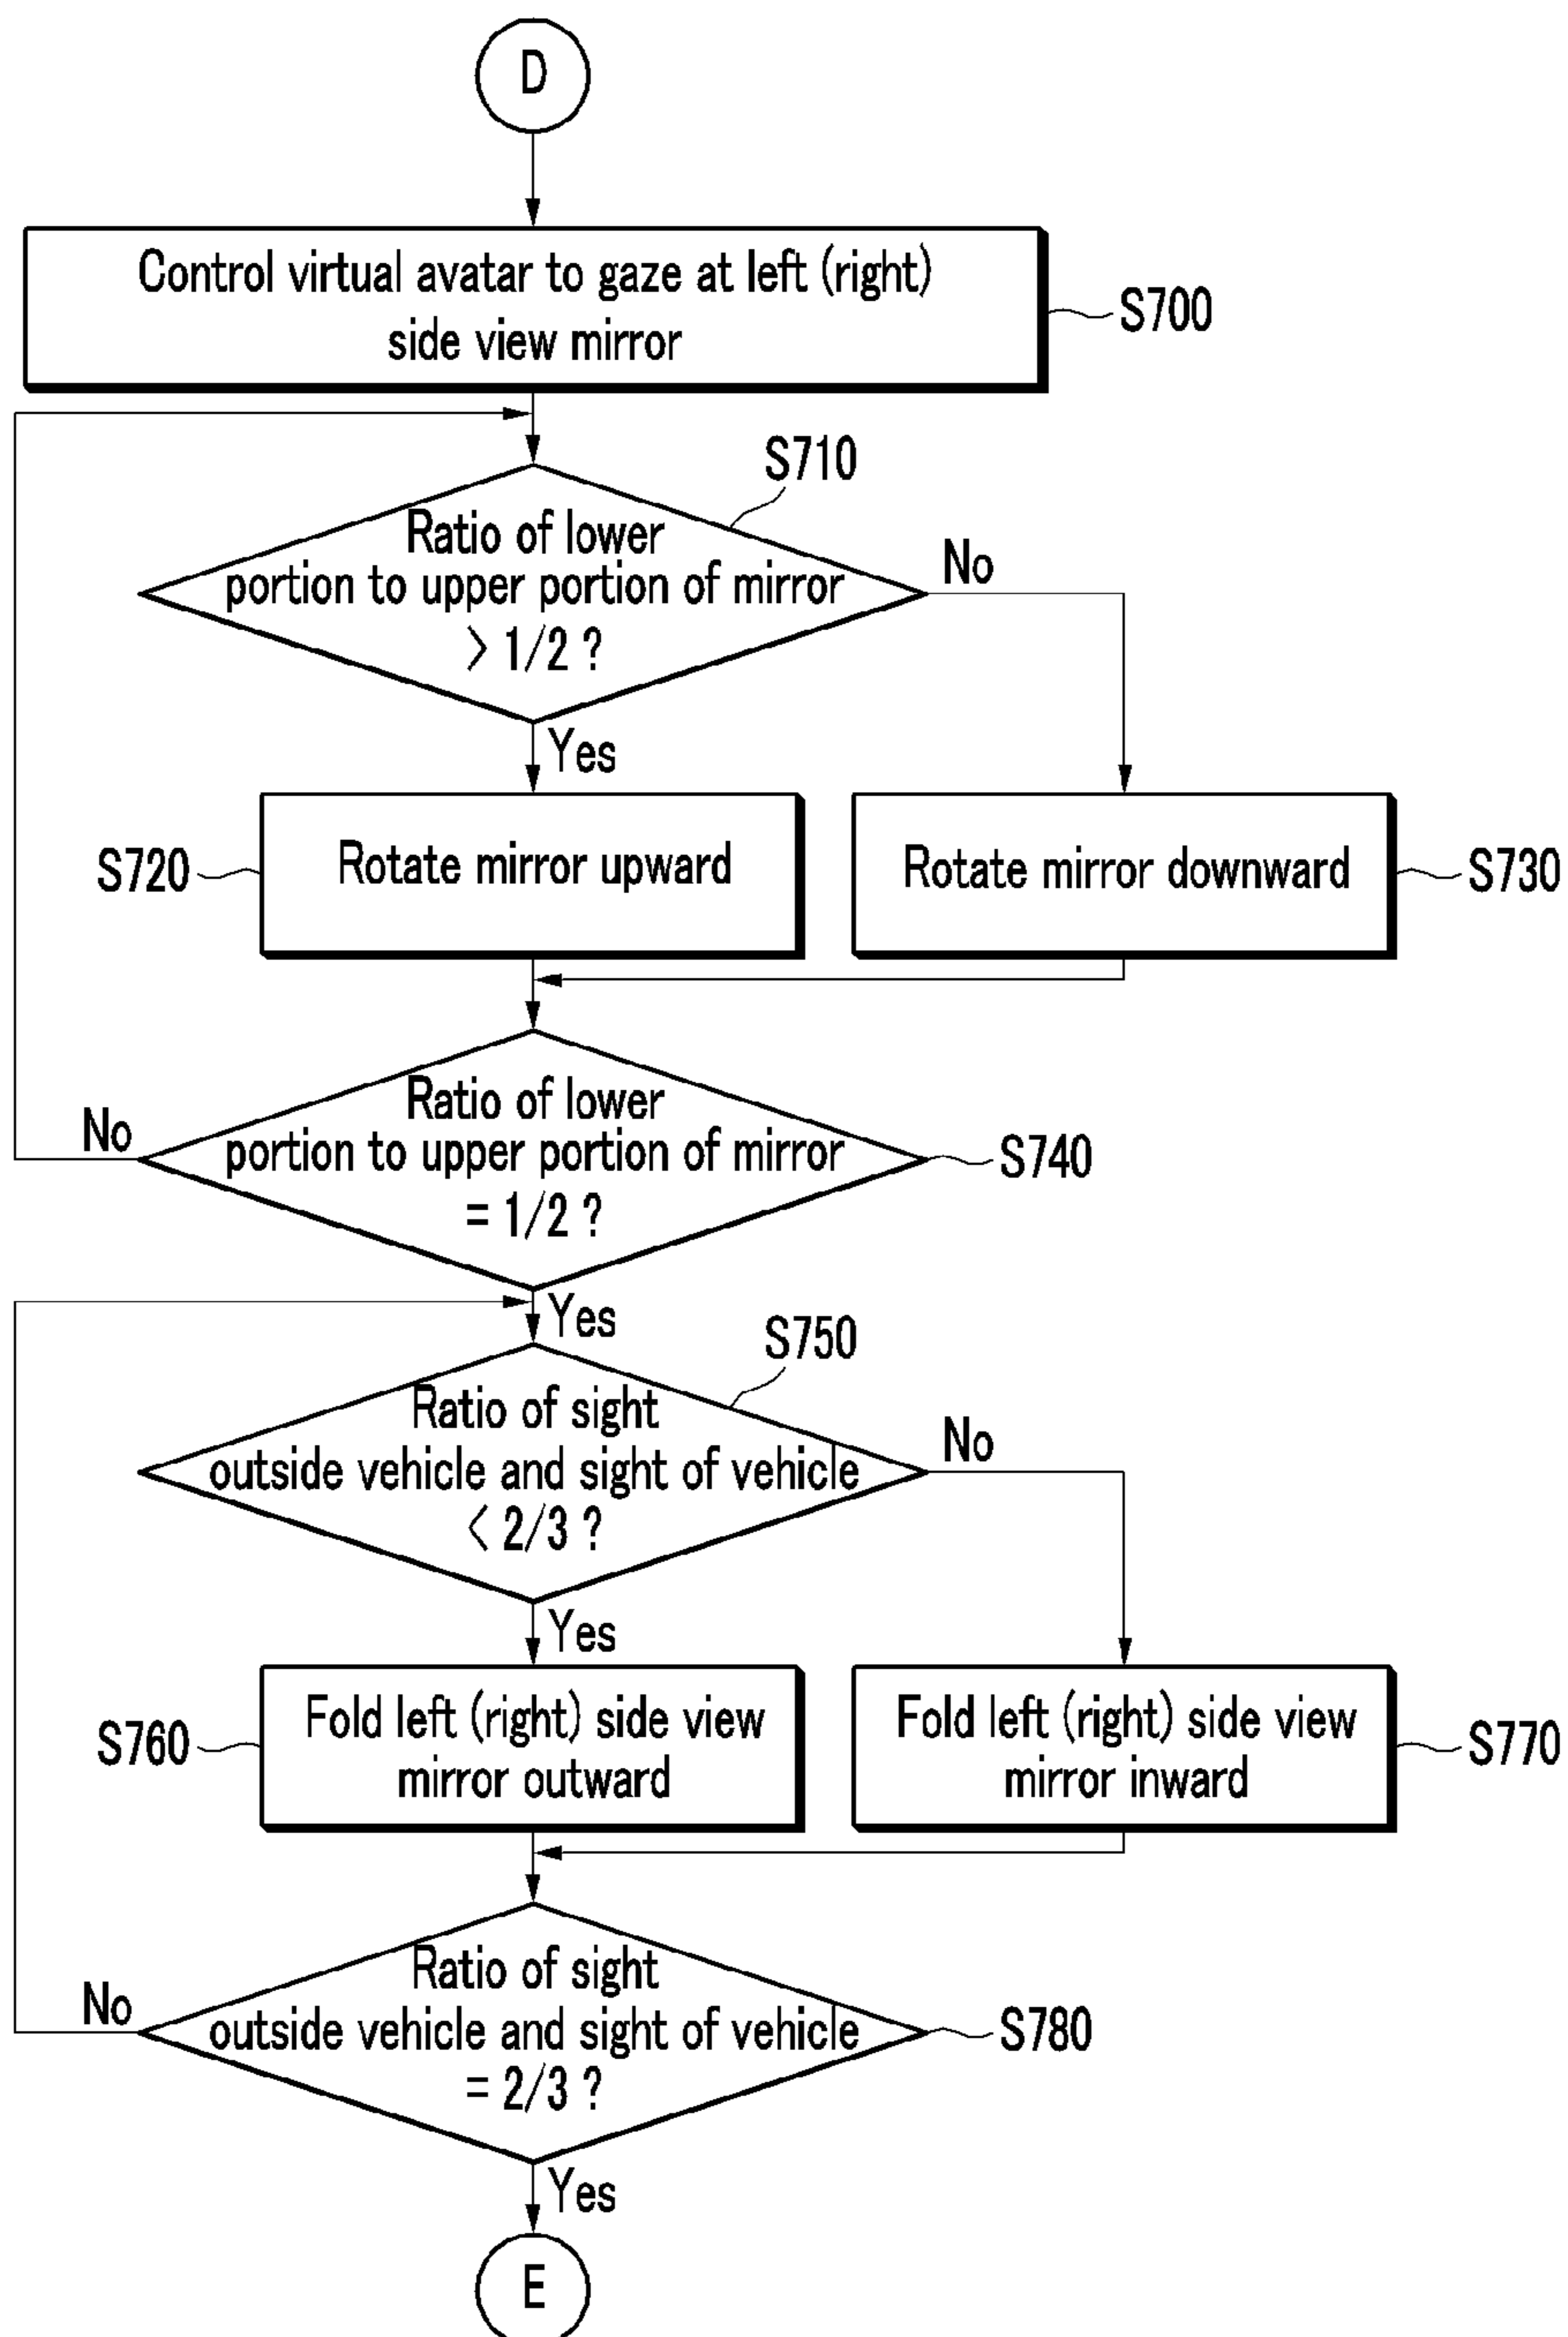 D
Control virtual avatar to gaze at left (right)
side view mirror
S700
S710
Ratio of lower
portion to upper portion of mirror
> 1/2 ?
No
Yes
S720
Rotate mirror upward
Rotate mirror downward
S730
Ratio of lower
portion to upper portion of mirror
= 1/2 ?
No
S740
Yes
S750
Ratio of sight
outside vehicle and sight of vehicle
< 2/3 ?
No
Yes
S760
Fold left (right) side view
mirror outward
Fold left (right) side view
mirror inward
S770
Ratio of sight
outside vehicle and sight of vehicle
= 2/3 ?
No
S780
Yes
E